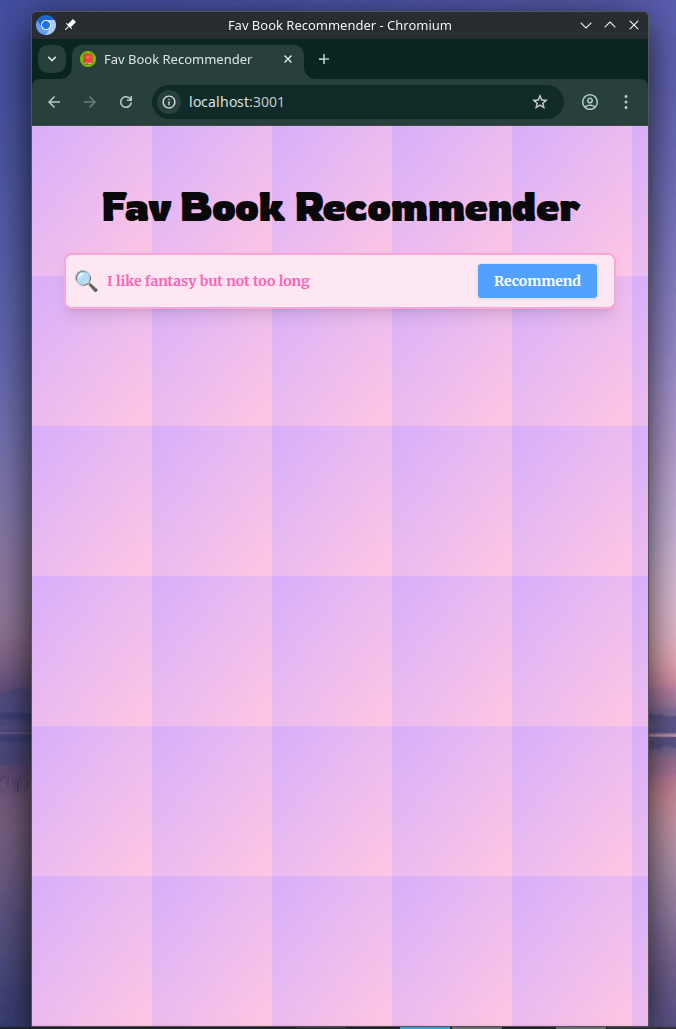 Fav Book Recommender - Chromium
Fav Book Recommender
localhost:3001
Fav Book Recommender
I like fantasy but not too long
Recommend